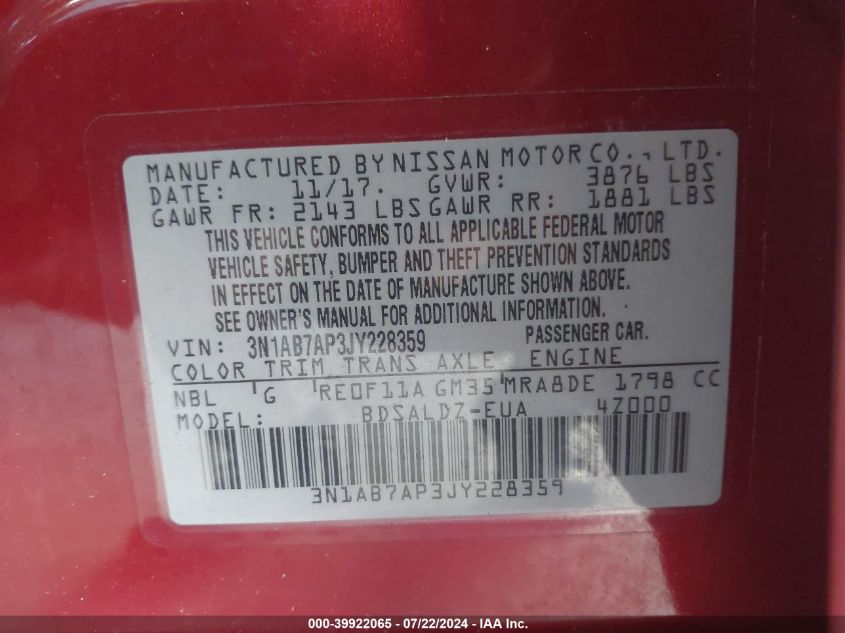 MANUFACTURED BY NISSAN MOTOR CO., LTD.
DATE: 11/17. GVWR: 3876 LBS
GAWR FR: 2143 LBS GAWR RR: 1881 LBS
THIS VEHICLE CONFORMS TO ALL APPLICABLE FEDERAL MOTOR
VEHICLE SAFETY, BUMPER AND THEFT PREVENTION STANDARDS
IN EFFECT ON THE DATE OF MANUFACTURE SHOWN ABOVE.
SEE OWNER'S MANUAL FOR ADDITIONAL INFORMATION.
VIN: 3N1AB7AP3JY228359 PASSENGER CAR.
COLOR TRIM TRANS AXLE ENGINE
NBL G RE0F11A GM35 MRA8DE 1798 CC
MODEL: BDSALDZ-EUA 4Z000
3N1AB7AP3JY228359
000-39922065 - 07/22/2024 - IAA Inc.